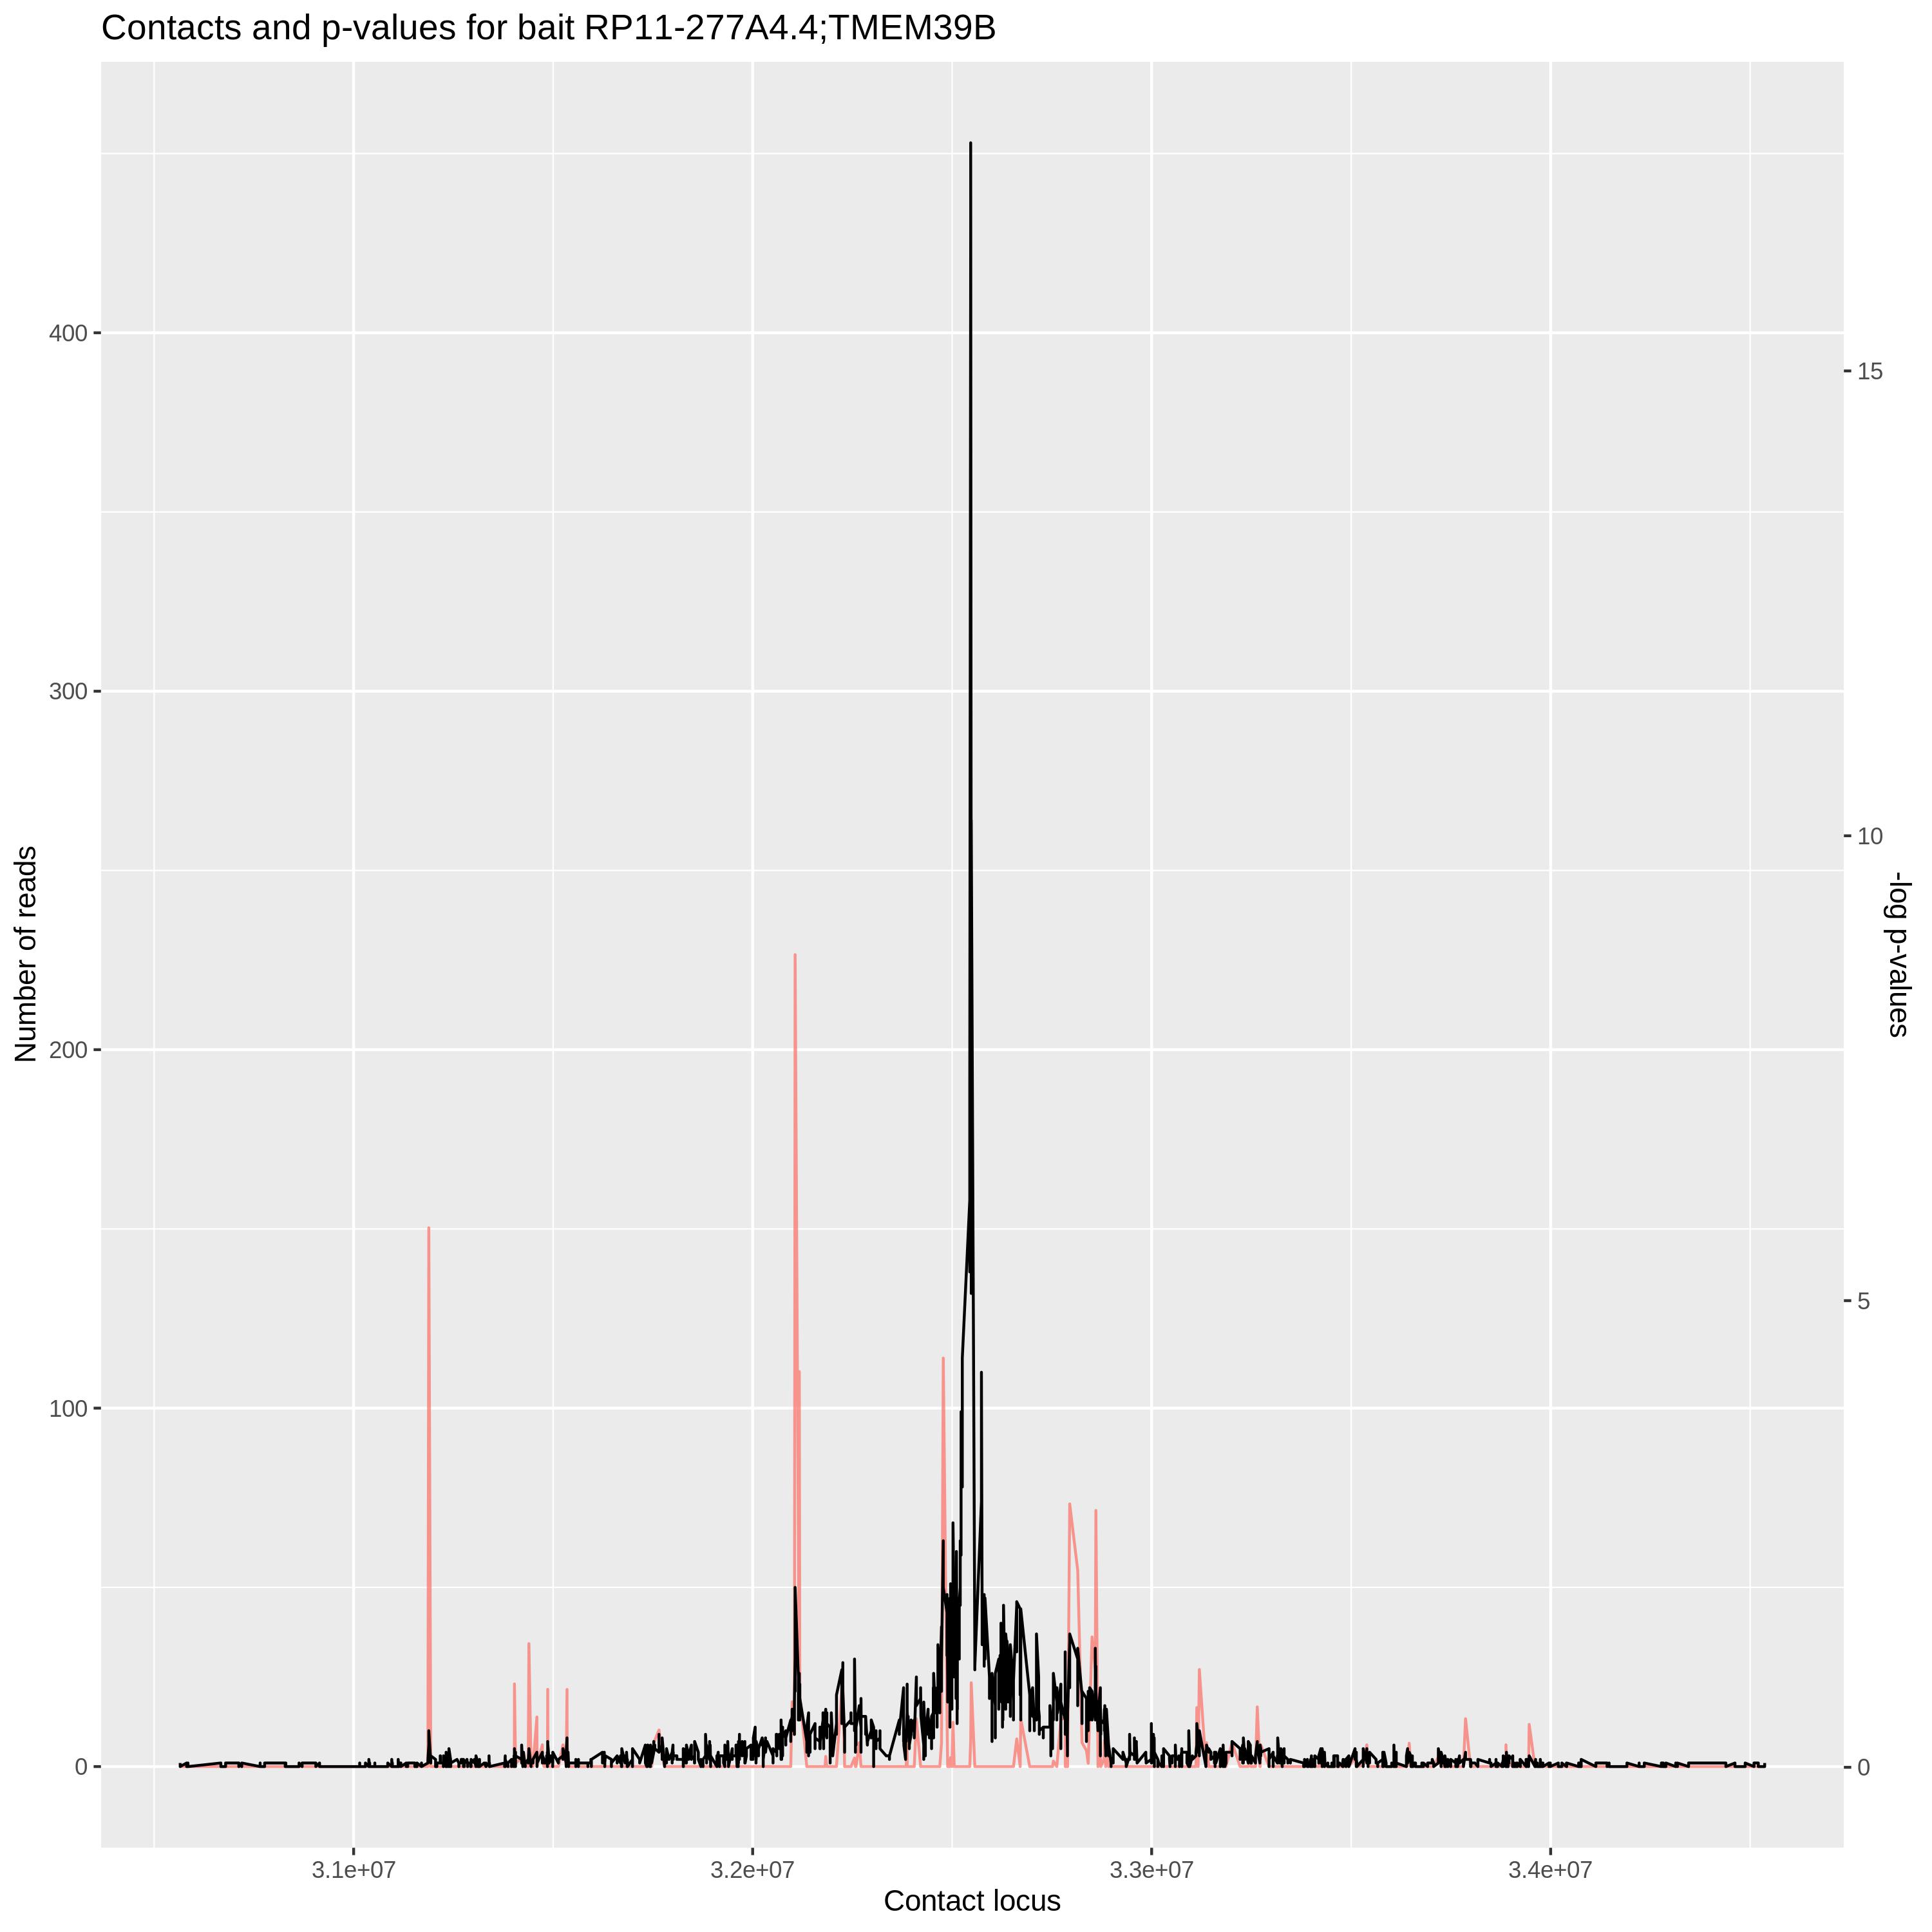 Contacts and p-values for bait RP11-277A4.4;TMEM39B
400
300
200
100
0
Number of reads
15
10
5
0
-log p-values
3.1e+07
3.2e+07
3.3e+07
3.4e+07
Contact locus